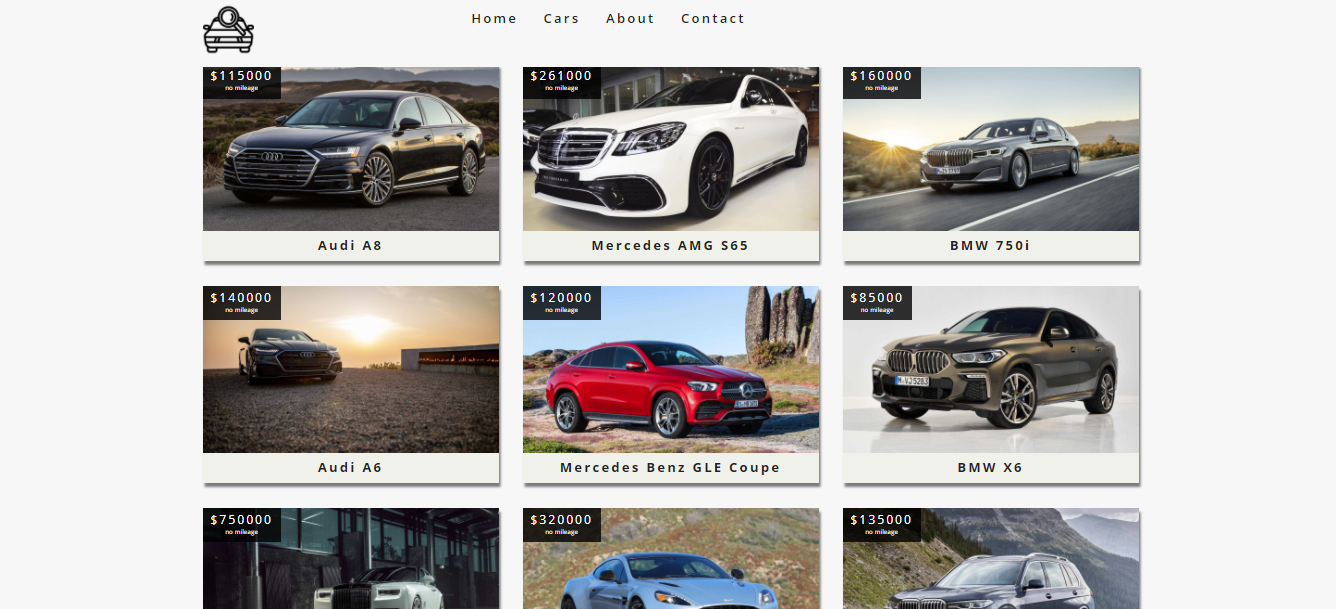 Home Cars About Contact
$115000
no mileage
$261000
no mileage
$160000
no mileage
Audi A8
Mercedes AMG S65
BMW 750i
$140000
no mileage
$120000
no mileage
$85000
no mileage
Audi A6
Mercedes Benz GLE Coupe
BMW X6
$750000
no mileage
$320000
no mileage
$135000
no mileage